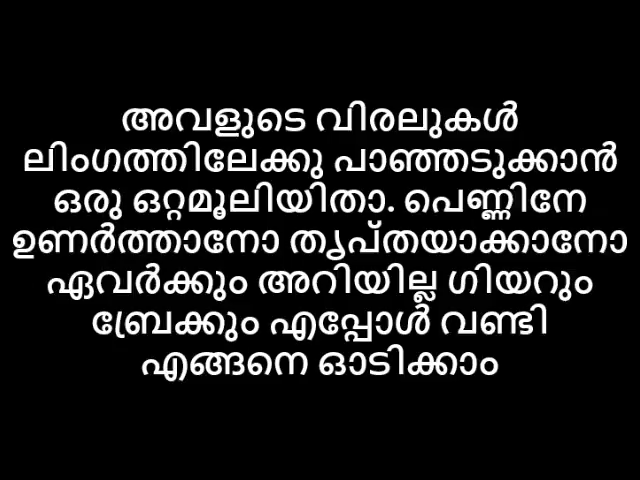 അവളുടെ വിരലുകൾ
ലിംഗത്തിലേക്കു പാഞ്ഞടുക്കാൻ
ഒരു ഒറ്റമൂലിയിതാ. പെണ്ണിനേ
ഉണർത്താനോ തൃപ്തയാക്കാനോ
ഏവർക്കും അറിയില്ല ഗിയറും
ബ്രേക്കും എപ്പോൾ വണ്ടി
എങ്ങനെ ഓടിക്കാം